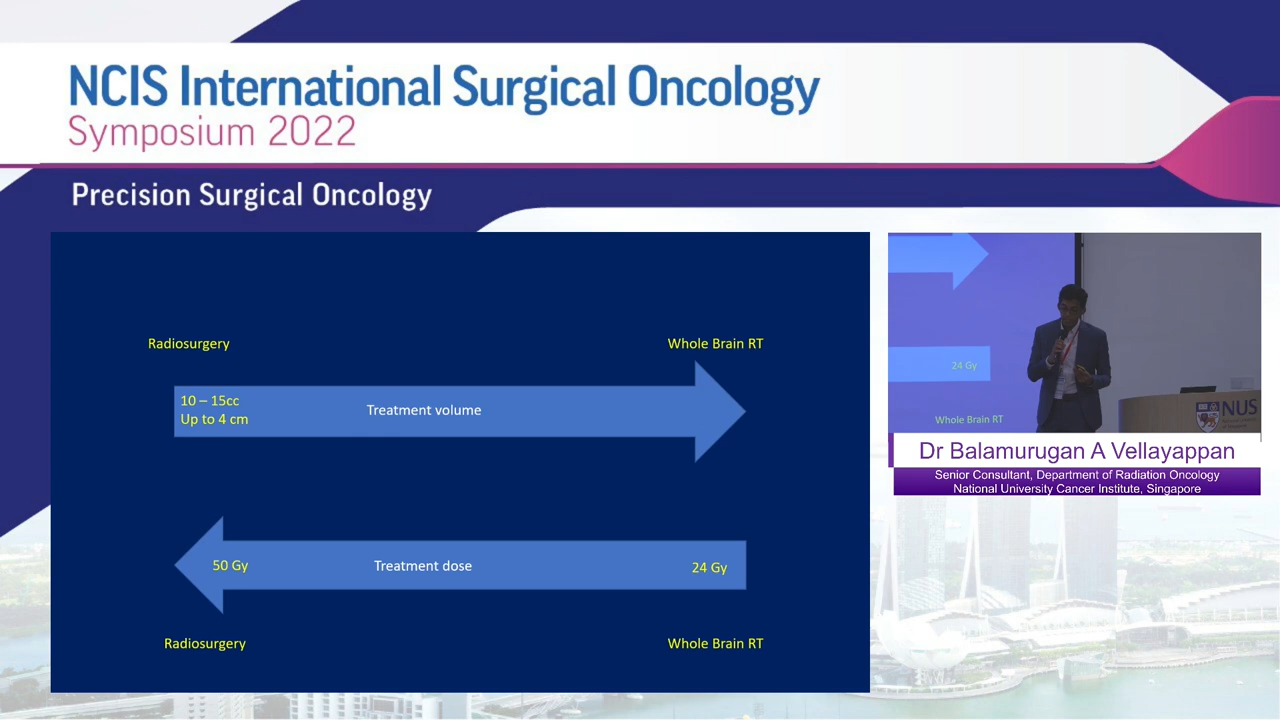 NCIS International Surgical Oncology
Symposium 2022
Precision Surgical Oncology
Radiosurgery
Whole Brain RT
10 – 15cc
Up to 4 cm
Treatment volume
50 Gy
Treatment dose
24 Gy
Radiosurgery
Whole Brain RT
24 Gy
Whole Brain RT
NUS
Dr Balamurugan A Vellayappan
Senior Consultant, Department of Radiation Oncology
National University Cancer Institute, Singapore